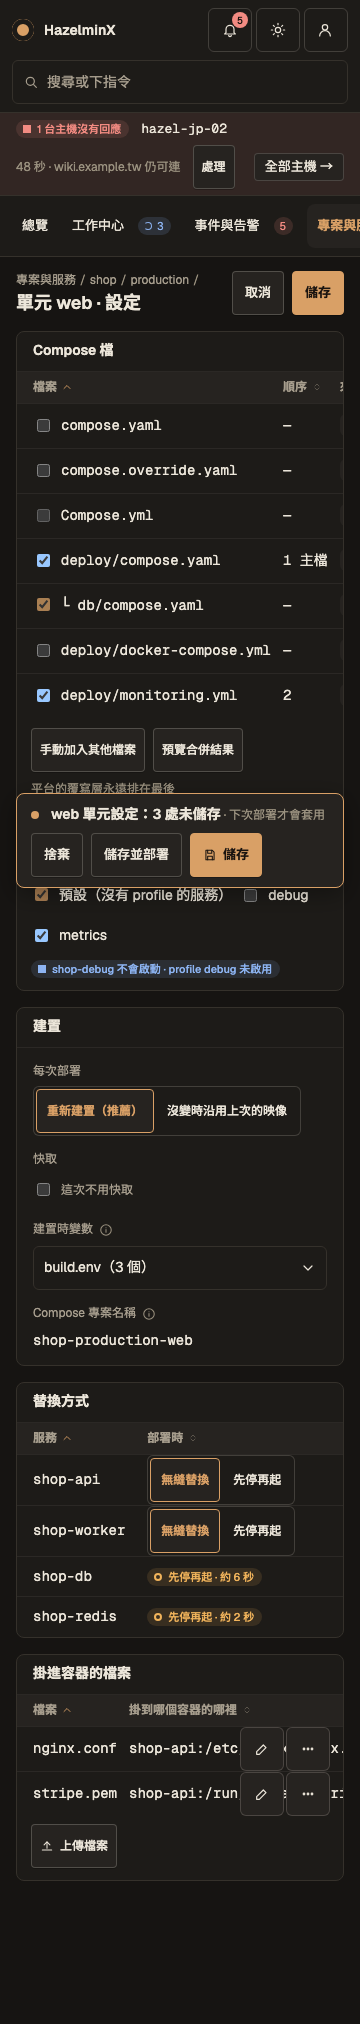 HazelminX
5
搜尋或下指令
1 台主機沒有回應 hazel-jp-02
48 秒 · wiki.example.tw 仍可連 處理 全部主機 →
總覽 工作中心 3 事件與告警 5 專案與
專案與服務 / shop / production /
單元 web · 設定
取消 儲存
Compose 檔
檔案 順序
compose.yaml —
compose.override.yaml —
Compose.yml —
deploy/compose.yaml 1 主檔
└ db/compose.yaml —
deploy/docker-compose.yml —
deploy/monitoring.yml 2
手動加入其他檔案 預覽合併結果
平台的覆寫層永遠排在最後
web 單元設定：3 處未儲存 · 下次部署才會套用
捨棄 儲存並部署 儲存
預設（沒有 profile 的服務） debug
metrics
shop-debug 不會啟動 · profile debug 未啟用
建置
每次部署
重新建置（推薦） 沒變時沿用上次的映像
快取
這次不用快取
建置時變數
build.env（3 個）
Compose 專案名稱
shop-production-web
替換方式
服務 部署時
shop-api 無縫替換 先停再起
shop-worker 無縫替換 先停再起
shop-db 先停再起 · 約 6 秒
shop-redis 先停再起 · 約 2 秒
掛進容器的檔案
檔案 掛到哪個容器的哪裡
nginx.conf shop-api:/etc
stripe.pem shop-api:/run
上傳檔案